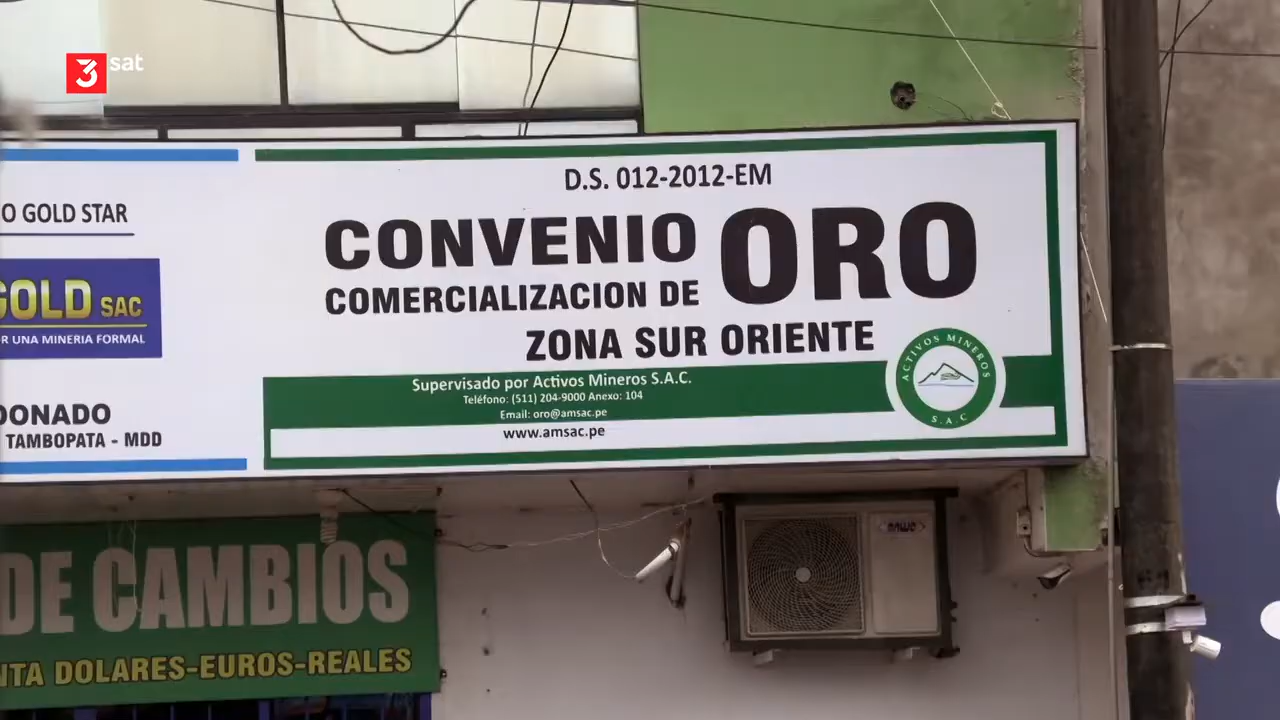 3sat
O GOLD STAR
GOLD SAC
R UNA MINERIA FORMAL
DONADO
TAMBOPATA - MDD
D.S. 012-2012-EM
CONVENIO ORO
COMERCIALIZACION DE
ZONA SUR ORIENTE
Supervisado por Activos Mineros S.A.C.
Teléfono: (511) 204-9000 Anexo: 104
Email: oro@amsac.pe
www.amsac.pe
ACTIVOS MINEROS
S.A.C
DE CAMBIOS
NTA DOLARES-EUROS-REALES